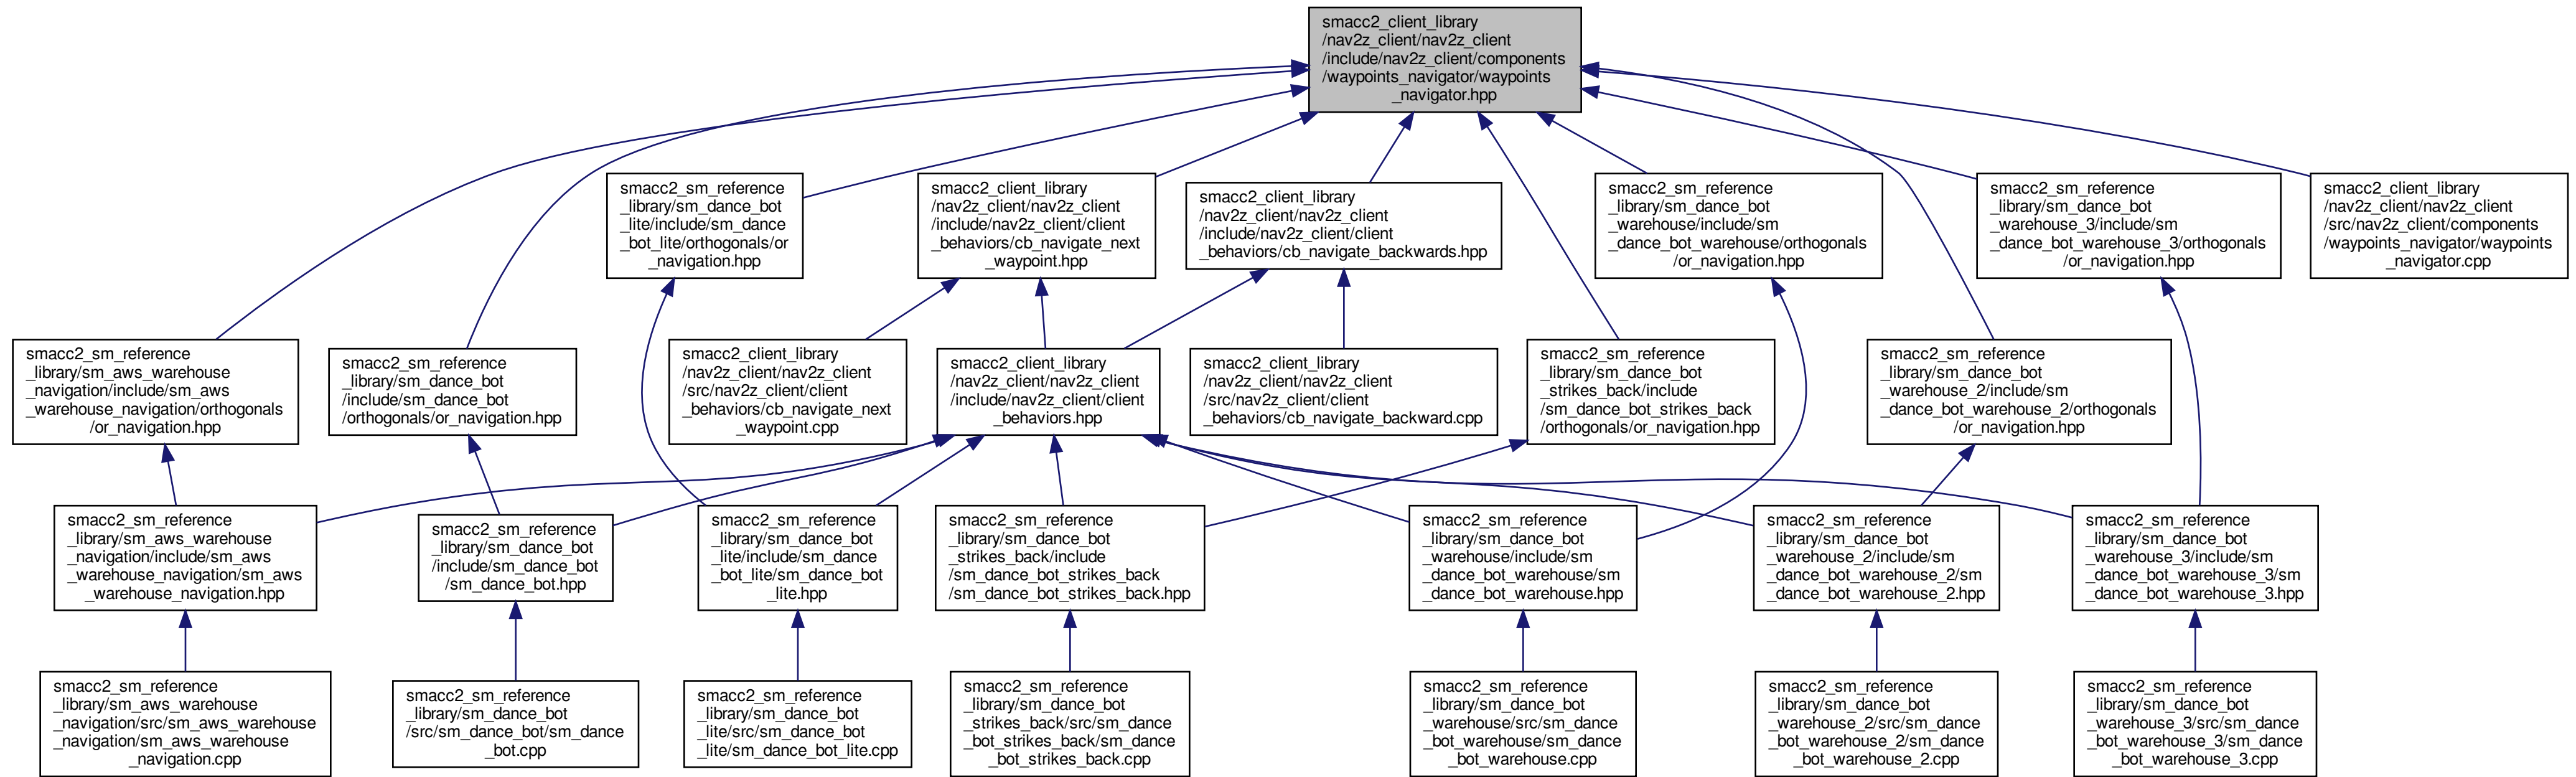 smacc2_client_library
/nav2z_client/nav2z_client
/include/nav2z_client/components
/waypoints_navigator/waypoints
_navigator.hpp
smacc2_sm_reference
_library/sm_dance_bot
_lite/include/sm_dance
_bot_lite/orthogonals/or
_navigation.hpp
smacc2_client_library
/nav2z_client/nav2z_client
/include/nav2z_client/client
_behaviors/cb_navigate_next
_waypoint.hpp
smacc2_client_library
/nav2z_client/nav2z_client
/include/nav2z_client/client
_behaviors/cb_navigate_backwards.hpp
smacc2_sm_reference
_library/sm_dance_bot
_warehouse/include/sm
_dance_bot_warehouse/orthogonals
/or_navigation.hpp
smacc2_sm_reference
_library/sm_dance_bot
_warehouse_3/include/sm
_dance_bot_warehouse_3/orthogonals
/or_navigation.hpp
smacc2_client_library
/nav2z_client/nav2z_client
/src/nav2z_client/components
/waypoints_navigator/waypoints
_navigator.cpp
smacc2_sm_reference
_library/sm_aws_warehouse
_navigation/include/sm_aws
_warehouse_navigation/orthogonals
/or_navigation.hpp
smacc2_sm_reference
_library/sm_dance_bot
/include/sm_dance_bot
/orthogonals/or_navigation.hpp
smacc2_client_library
/nav2z_client/nav2z_client
/src/nav2z_client/client
_behaviors/cb_navigate_next
_waypoint.cpp
smacc2_client_library
/nav2z_client/nav2z_client
/include/nav2z_client/client
_behaviors.hpp
smacc2_client_library
/nav2z_client/nav2z_client
/src/nav2z_client/client
_behaviors/cb_navigate_backward.cpp
smacc2_sm_reference
_library/sm_dance_bot
_strikes_back/include
/sm_dance_bot_strikes_back
/orthogonals/or_navigation.hpp
smacc2_sm_reference
_library/sm_dance_bot
_warehouse_2/include/sm
_dance_bot_warehouse_2/orthogonals
/or_navigation.hpp
smacc2_sm_reference
_library/sm_aws_warehouse
_navigation/include/sm_aws
_warehouse_navigation/sm_aws
_warehouse_navigation.hpp
smacc2_sm_reference
_library/sm_dance_bot
/include/sm_dance_bot
/sm_dance_bot.hpp
smacc2_sm_reference
_library/sm_dance_bot
_lite/include/sm_dance
_bot_lite/sm_dance_bot
_lite.hpp
smacc2_sm_reference
_library/sm_dance_bot
_strikes_back/include
/sm_dance_bot_strikes_back
/sm_dance_bot_strikes_back.hpp
smacc2_sm_reference
_library/sm_dance_bot
_warehouse/include/sm
_dance_bot_warehouse/sm
_dance_bot_warehouse.hpp
smacc2_sm_reference
_library/sm_dance_bot
_warehouse_2/include/sm
_dance_bot_warehouse_2/sm
_dance_bot_warehouse_2.hpp
smacc2_sm_reference
_library/sm_dance_bot
_warehouse_3/include/sm
_dance_bot_warehouse_3/sm
_dance_bot_warehouse_3.hpp
smacc2_sm_reference
_library/sm_aws_warehouse
_navigation/src/sm_aws_warehouse
_navigation/sm_aws_warehouse
_navigation.cpp
smacc2_sm_reference
_library/sm_dance_bot
/src/sm_dance_bot/sm_dance
_bot.cpp
smacc2_sm_reference
_library/sm_dance_bot
_lite/src/sm_dance_bot
_lite/sm_dance_bot_lite.cpp
smacc2_sm_reference
_library/sm_dance_bot
_strikes_back/src/sm_dance
_bot_strikes_back/sm_dance
_bot_strikes_back.cpp
smacc2_sm_reference
_library/sm_dance_bot
_warehouse/src/sm_dance
_bot_warehouse/sm_dance
_bot_warehouse.cpp
smacc2_sm_reference
_library/sm_dance_bot
_warehouse_2/src/sm_dance
_bot_warehouse_2/sm_dance
_bot_warehouse_2.cpp
smacc2_sm_reference
_library/sm_dance_bot
_warehouse_3/src/sm_dance
_bot_warehouse_3/sm_dance
_bot_warehouse_3.cpp